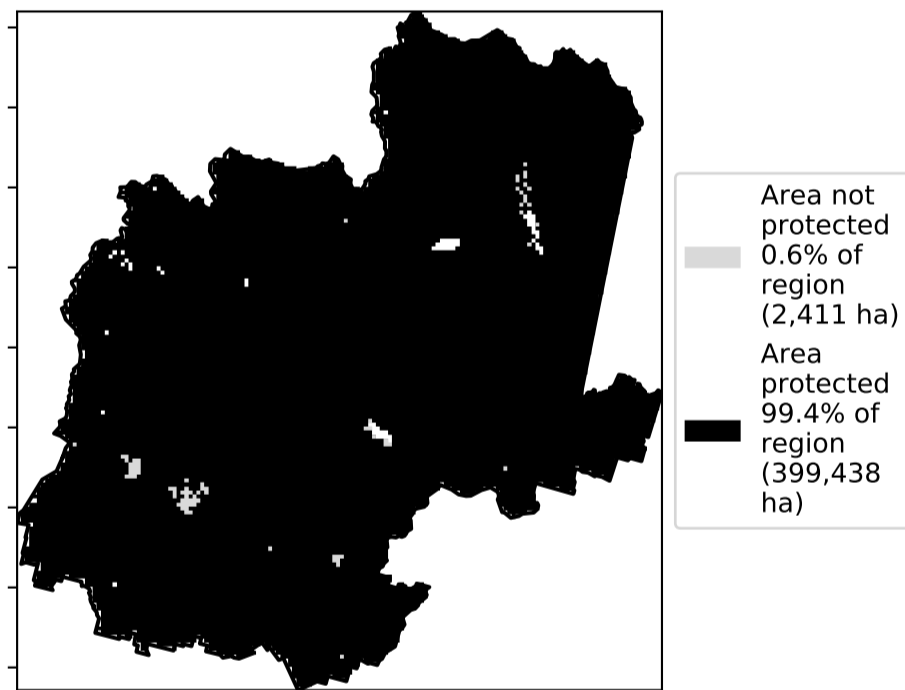 Area not
protected
0.6% of
region
(2,411 ha)
Area
protected
99.4% of
region
(399,438
ha)